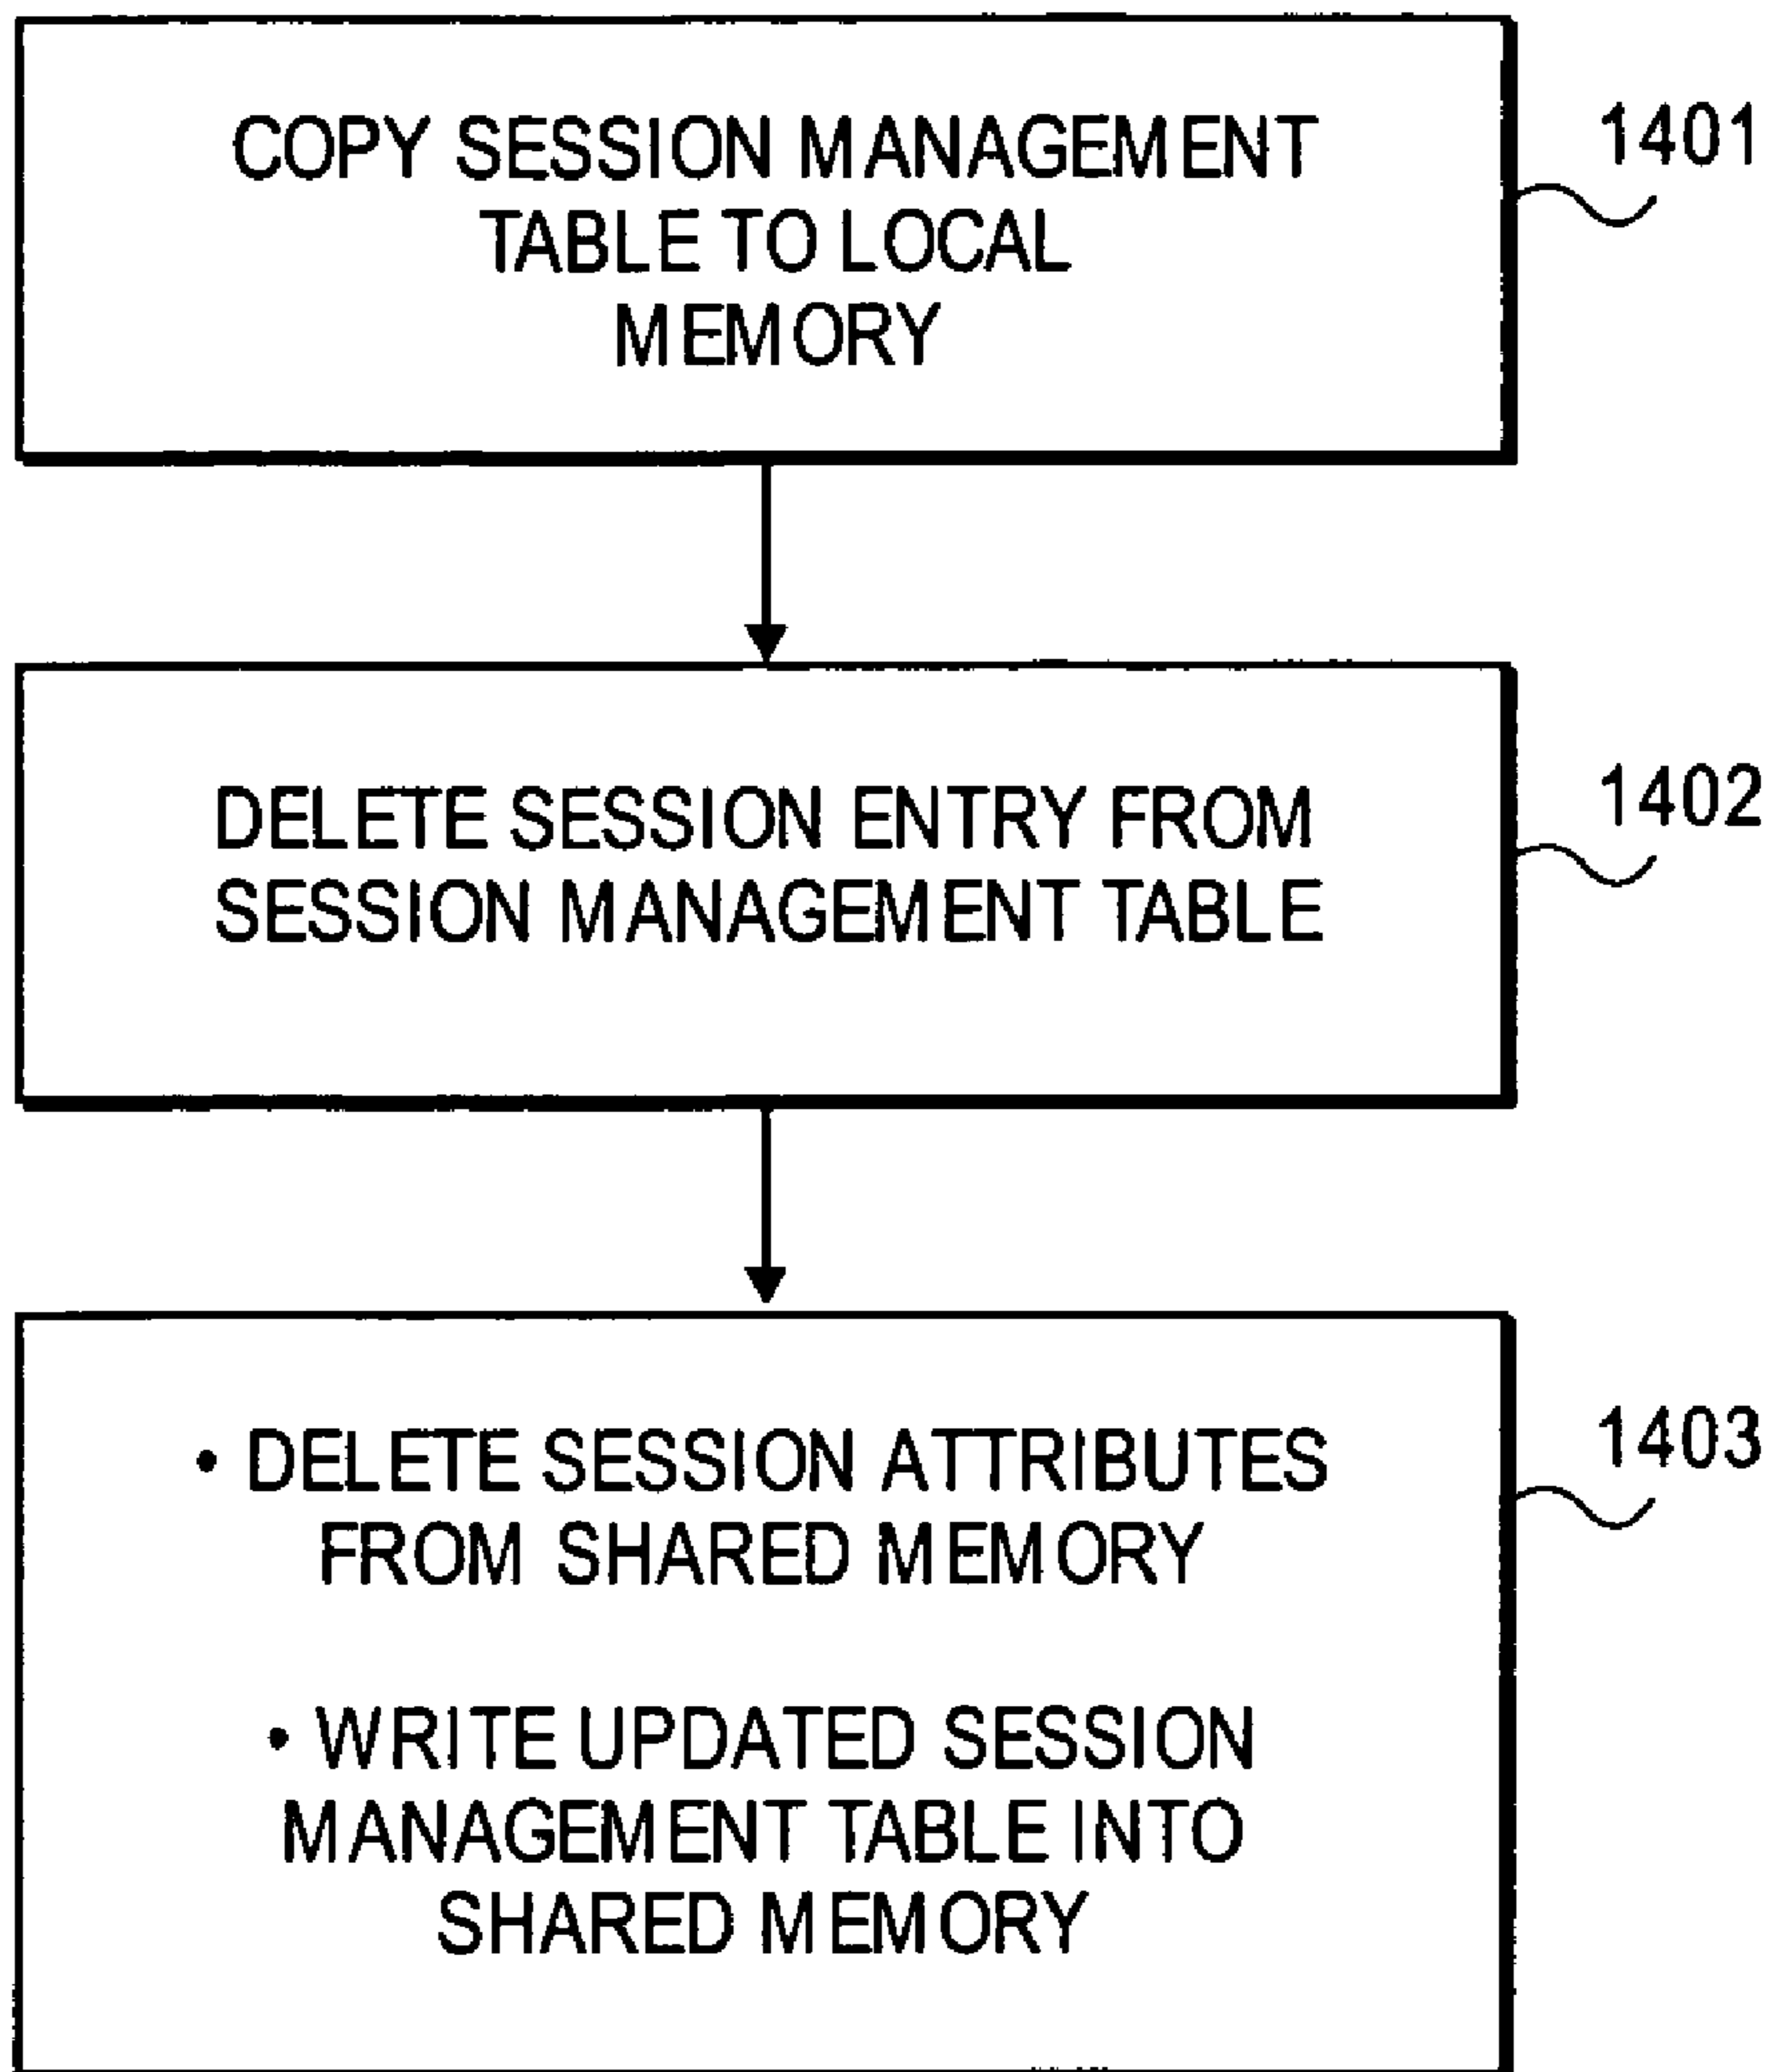 COPY SESSION MANAGEMENT
TABLE TO LOCAL
MEMORY
1401
DELETE SESSION ENTRY FROM
SESSION MANAGEMENT TABLE
1402
• DELETE SESSION ATTRIBUTES
FROM SHARED MEMORY
• WRITE UPDATED SESSION
MANAGEMENT TABLE INTO
SHARED MEMORY
1403